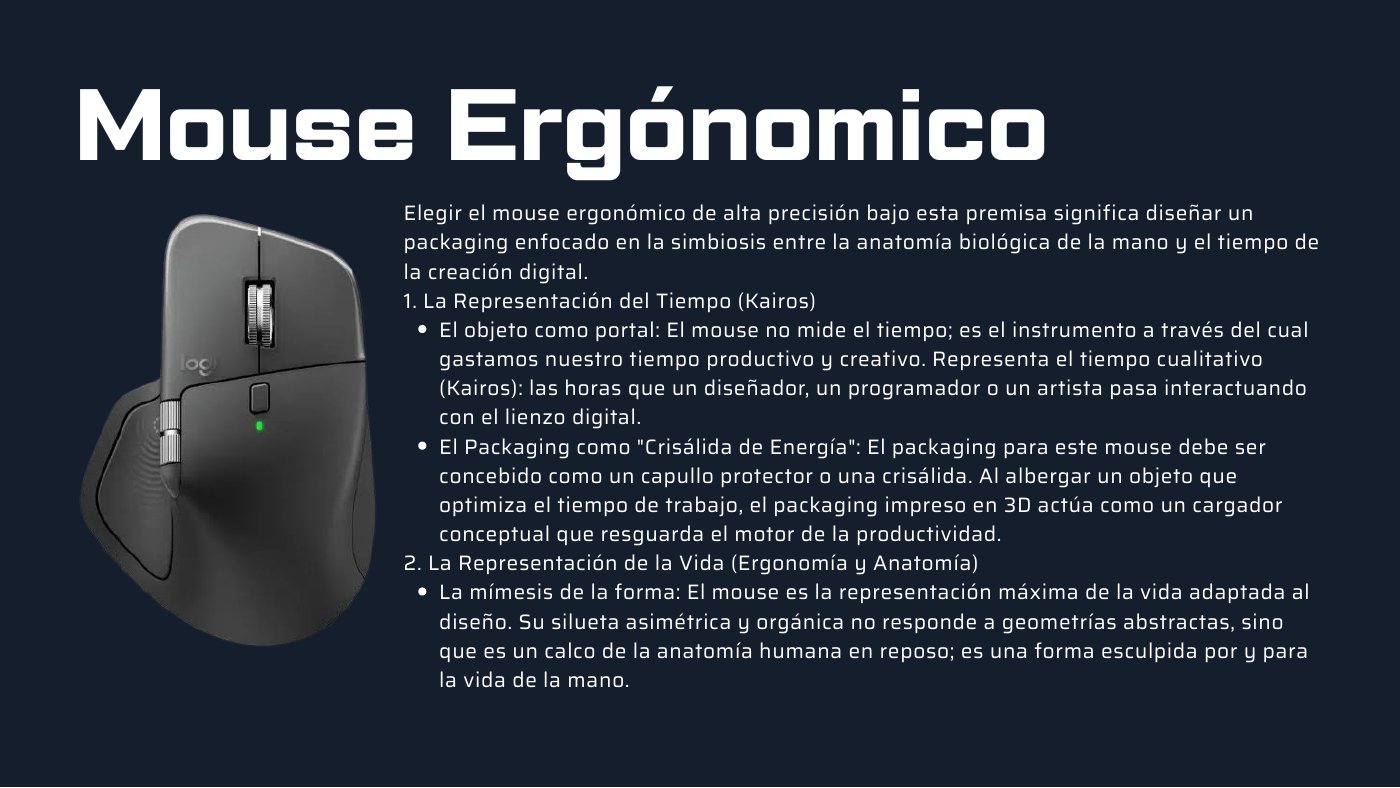 Mouse Ergónomico
Elegir el mouse ergonómico de alta precisión bajo esta premisa significa diseñar un
packaging enfocado en la simbiosis entre la anatomía biológica de la mano y el tiempo de
la creación digital.
1. La Representación del Tiempo (Kairos)
• El objeto como portal: El mouse no mide el tiempo; es el instrumento a través del cual
gastamos nuestro tiempo productivo y creativo. Representa el tiempo cualitativo
(Kairos): las horas que un diseñador, un programador o un artista pasa interactuando
con el lienzo digital.
• El Packaging como "Crisálida de Energía": El packaging para este mouse debe ser
concebido como un capullo protector o una crisálida. Al albergar un objeto que
optimiza el tiempo de trabajo, el packaging impreso en 3D actúa como un cargador
conceptual que resguarda el motor de la productividad.
2. La Representación de la Vida (Ergonomía y Anatomía)
• La mímesis de la forma: El mouse es la representación máxima de la vida adaptada al
diseño. Su silueta asimétrica y orgánica no responde a geometrías abstractas, sino
que es un calco de la anatomía humana en reposo; es una forma esculpida por y para
la vida de la mano.
logi